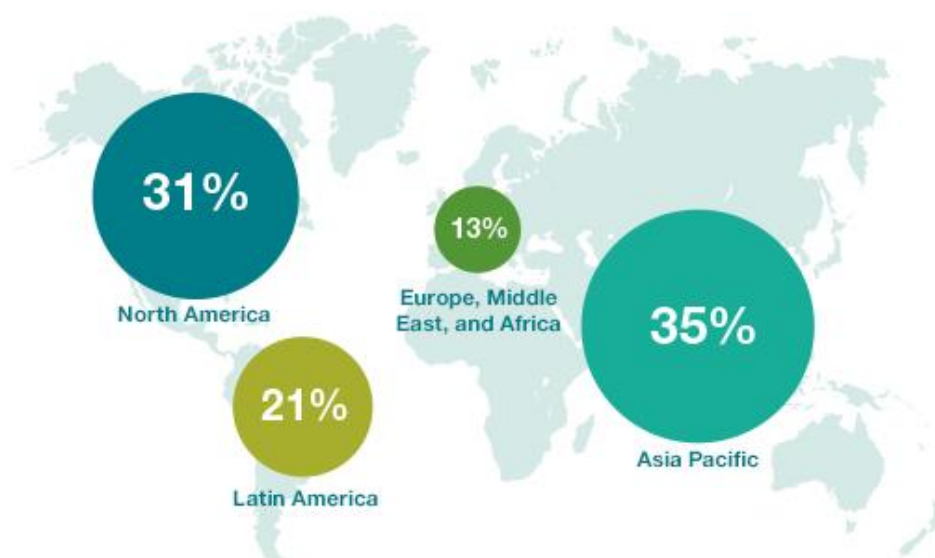 31%
North America
13%
Europe, Middle
East, and Africa
35%
Asia Pacific
21%
Latin America